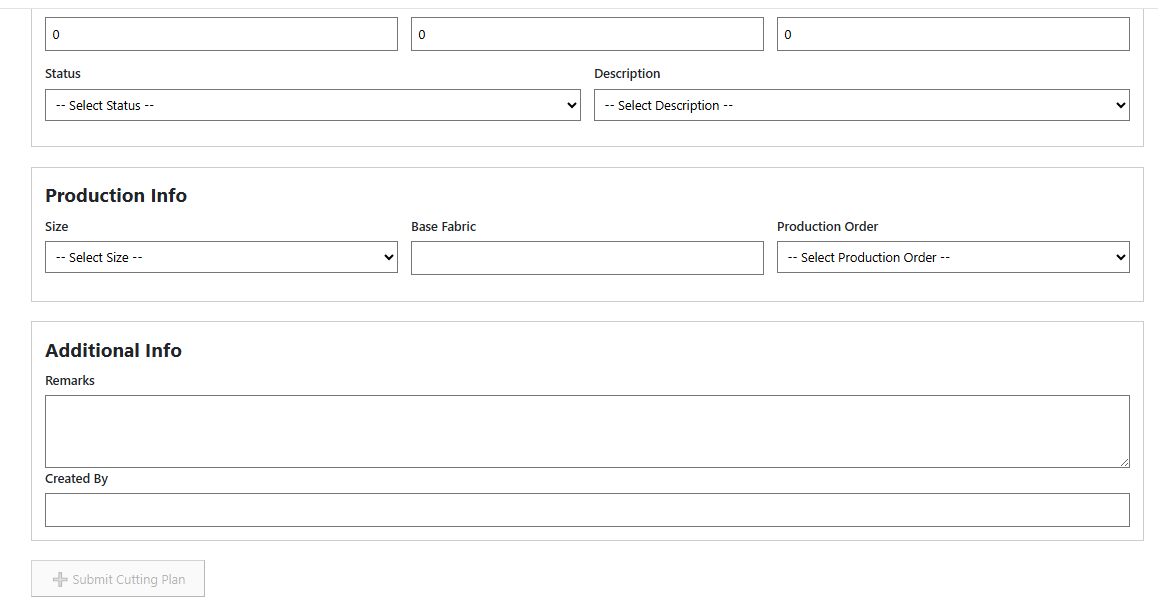 0 0 0
Status Description
-- Select Status -- -- Select Description --
Production Info
Size Base Fabric Production Order
-- Select Size -- -- Select Production Order --
Additional Info
Remarks
Created By
Submit Cutting Plan